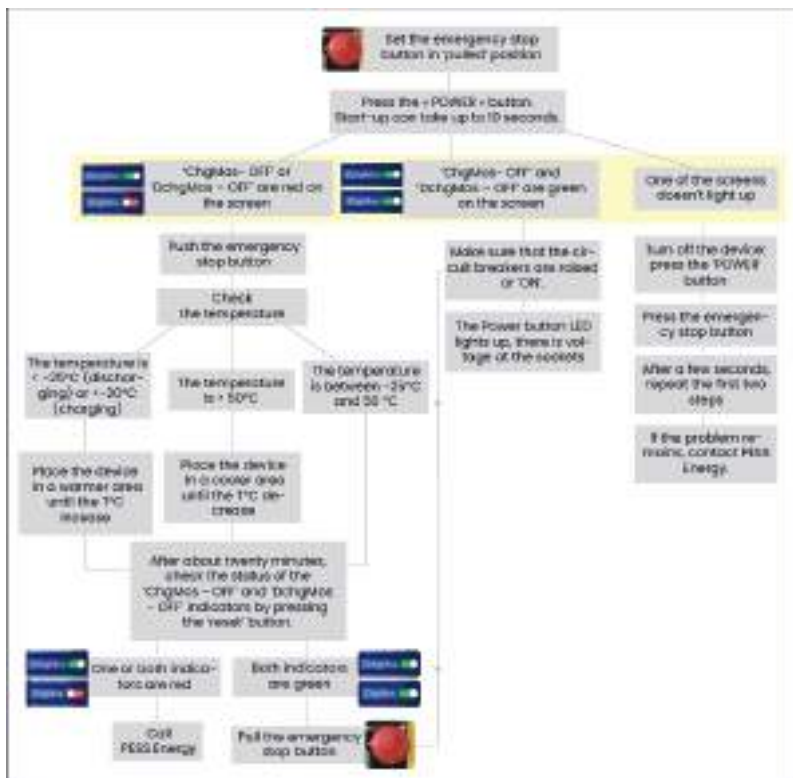 Set the emergency stop
button in 'pulled' position
Press the « POWER » button.
Start-up can take up to 10 seconds.
'ChgMos- OFF' or
'DchgMos - OFF' are red on
the screen
'ChgMos- OFF' and
'DchgMos - OFF' are green
on the screen
One of the screens
doesn't light up
Push the emergency
stop button
Check
the temperature
The temperature is
(dischar-
ging) or
(charging)
The temperature
is > 50°C
The temperature
is between
and 50 °C
Place the device
in a warmer area
until the T°C
increase
Place the device
in a cooler area
until the T°C de-
crease
After about twenty minutes,
check the status of the
'ChgMos - OFF' and 'DchgMos
- OFF' indicators by pressing
the 'reset' button.
One or both indica-
tors are red
Call
PESS Energy
Both indicators
are green
Pull the emergency
stop button
Make sure that the cir-
cuit breakers are raised
or 'ON'.
The Power button LED
lights up, there is vol-
tage at the sockets
Turn off the device:
press the 'POWER'
button
Press the emergen-
cy stop button
After a few seconds,
repeat the first two
steps
If the problem re-
mains, contact PESS
Energy.